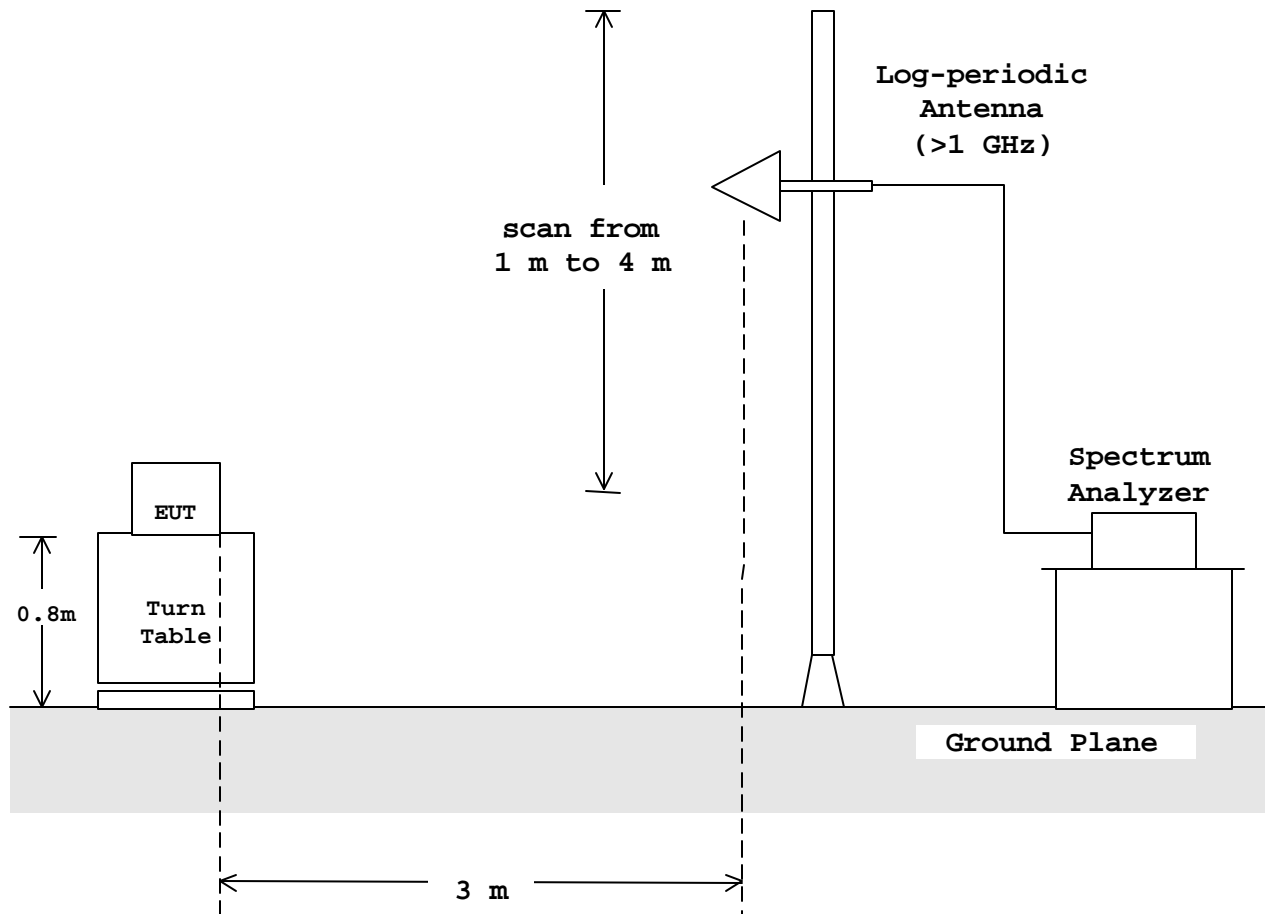 Log-periodic
Antenna
(>1 GHz)
scan from
1 m to 4 m
Spectrum
Analyzer
EUT
0.8m
Turn
Table
Ground Plane
3 m